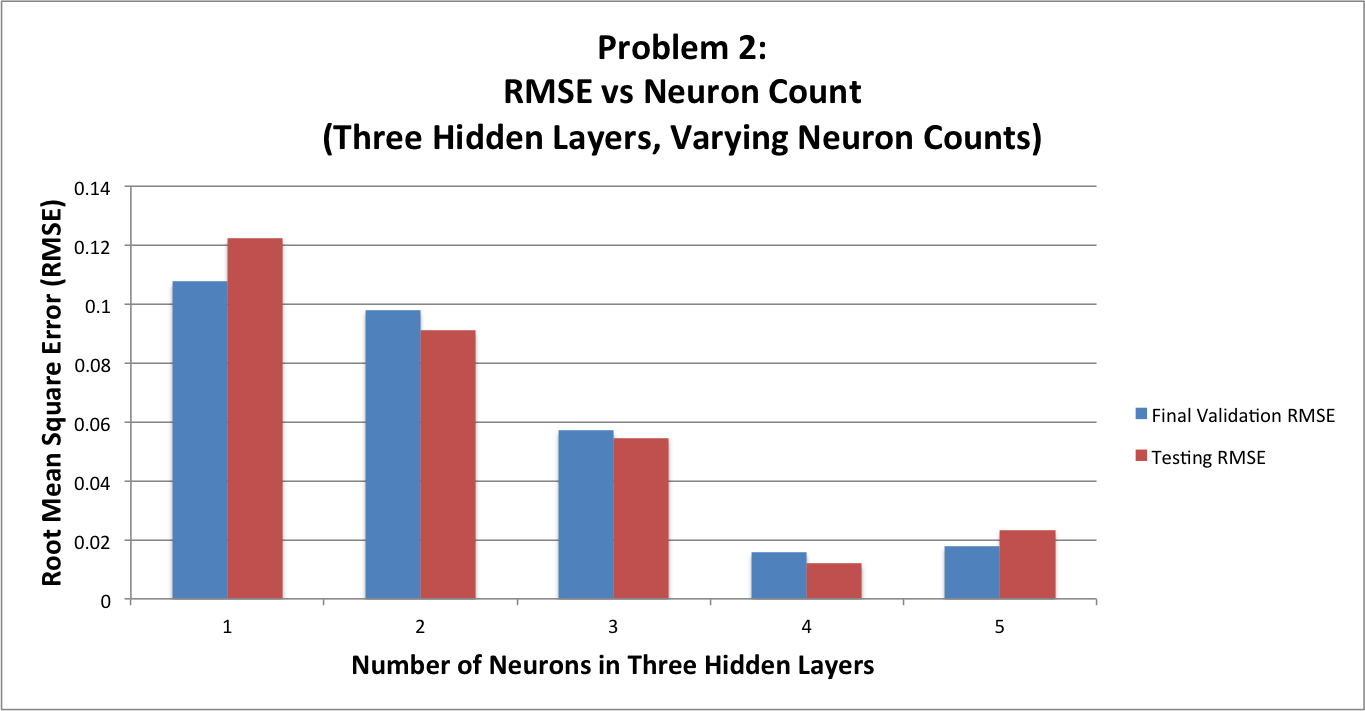 Problem 2:
RMSE vs Neuron Count
(Three Hidden Layers, Varying Neuron Counts)
Root Mean Square Error (RMSE)
0.14
0.12
0.1
0.08
0.06
0.04
0.02
0
1 2 3 4 5
Number of Neurons in Three Hidden Layers
Final Validation RMSE
Testing RMSE